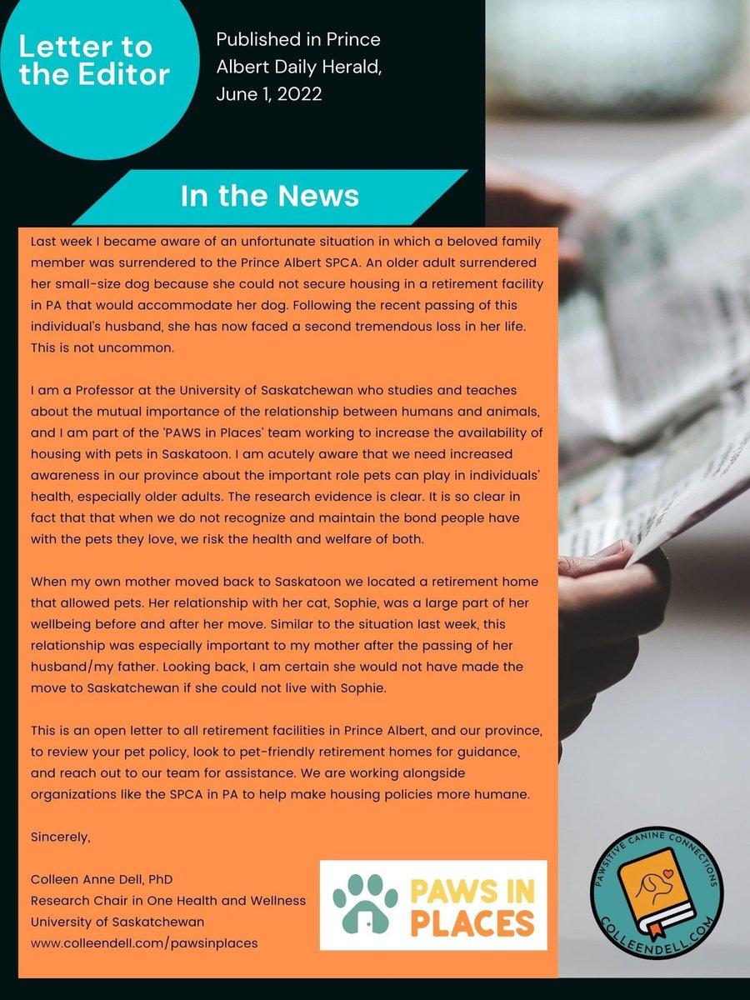 Letter to
the Editor
Published in Prince
Albert Daily Herald,
June 1, 2022
In the News
Last week I became aware of an unfortunate situation in which a beloved family
member was surrendered to the Prince Albert SPCA. An older adult surrendered
her small-size dog because she could not secure housing in a retirement facility
in PA that would accommodate her dog. Following the recent passing of this
individual's husband, she has now faced a second tremendous loss in her life.
This is not uncommon.
I am a Professor at the University of Saskatchewan who studies and teaches
about the mutual importance of the relationship between humans and animals,
and I am part of the 'PAWS in Places' team working to increase the availability of
housing with pets in Saskatoon. I am acutely aware that we need increased
awareness in our province about the important role pets can play in individuals'
health, especially older adults. The research evidence is clear. It is so clear in
fact that that when we do not recognize and maintain the bond people have
with the pets they love, we risk the health and welfare of both.
When my own mother moved back to Saskatoon we located a retirement home
that allowed pets. Her relationship with her cat, Sophie, was a large part of her
wellbeing before and after her move. Similar to the situation last week, this
relationship was especially important to my mother after the passing of her
husband/my father. Looking back, I am certain she would not have made the
move to Saskatchewan if she could not live with Sophie.
This is an open letter to all retirement facilities in Prince Albert, and our province,
to review your pet policy, look to pet-friendly retirement homes for guidance,
and reach out to our team for assistance. We are working alongside
organizations like the SPCA in PA to help make housing policies more humane.
Sincerely,
Colleen Anne Dell, PhD
Research Chair in One Health and Wellness
University of Saskatchewan
www.colleendell.com/pawsinplaces
PAWS IN
PLACES
PAWSITIVE CANINE CONNECTIONS
COLLEENDELL.COM